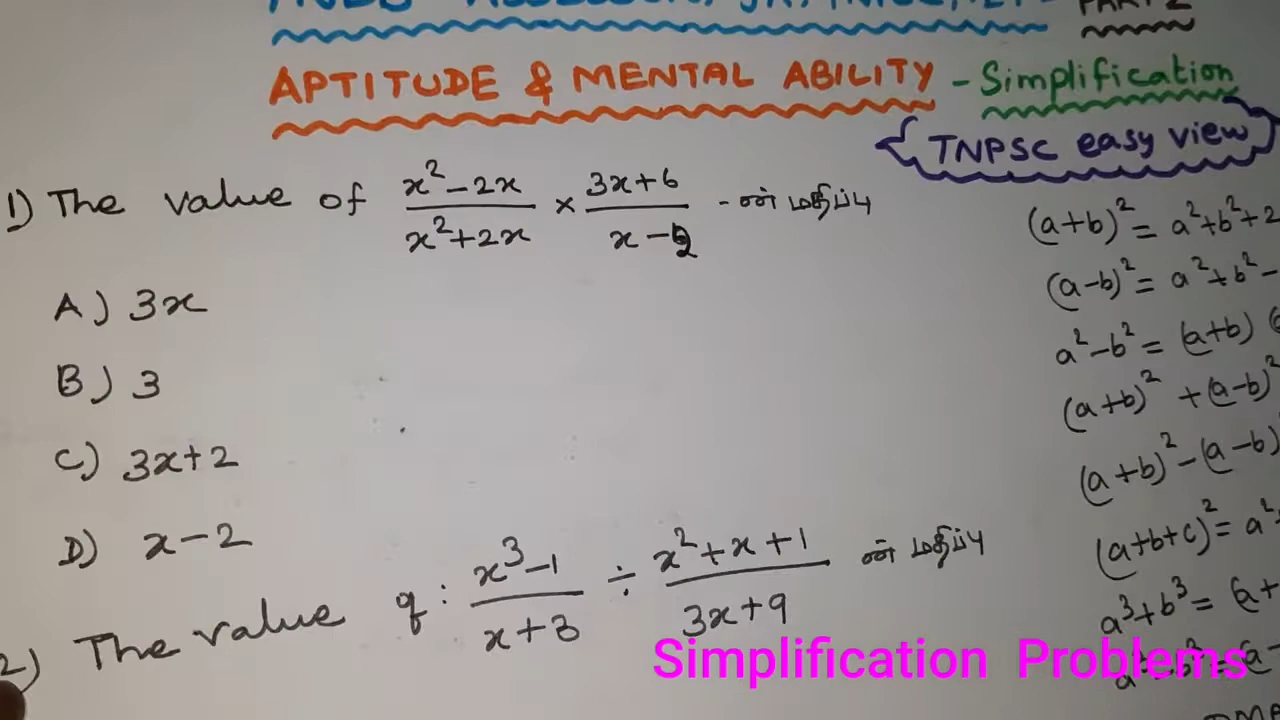 PART 2
APTITUDE & MENTAL ABILITY - Simplification
TNPSC easy view
1) The value of (x² - 2x)/(x² + 2x) × (3x+6)/(x - 2) - ன் மதிப்பு
A) 3x
B) 3
C) 3x+2
D) x-2
2) The value of : (x³-1)/(x+3) ÷ (x²+x+1)/(3x+9) ன் மதிப்பு
(a+b)² = a²+b²+2
(a-b)² = a²+b²-
a²-b² = (a+b)
(a+b)² + (a-b)²
(a+b)² - (a-b)
(a+b+c)² = a²
a³+b³ = (a+
Simplification Problems